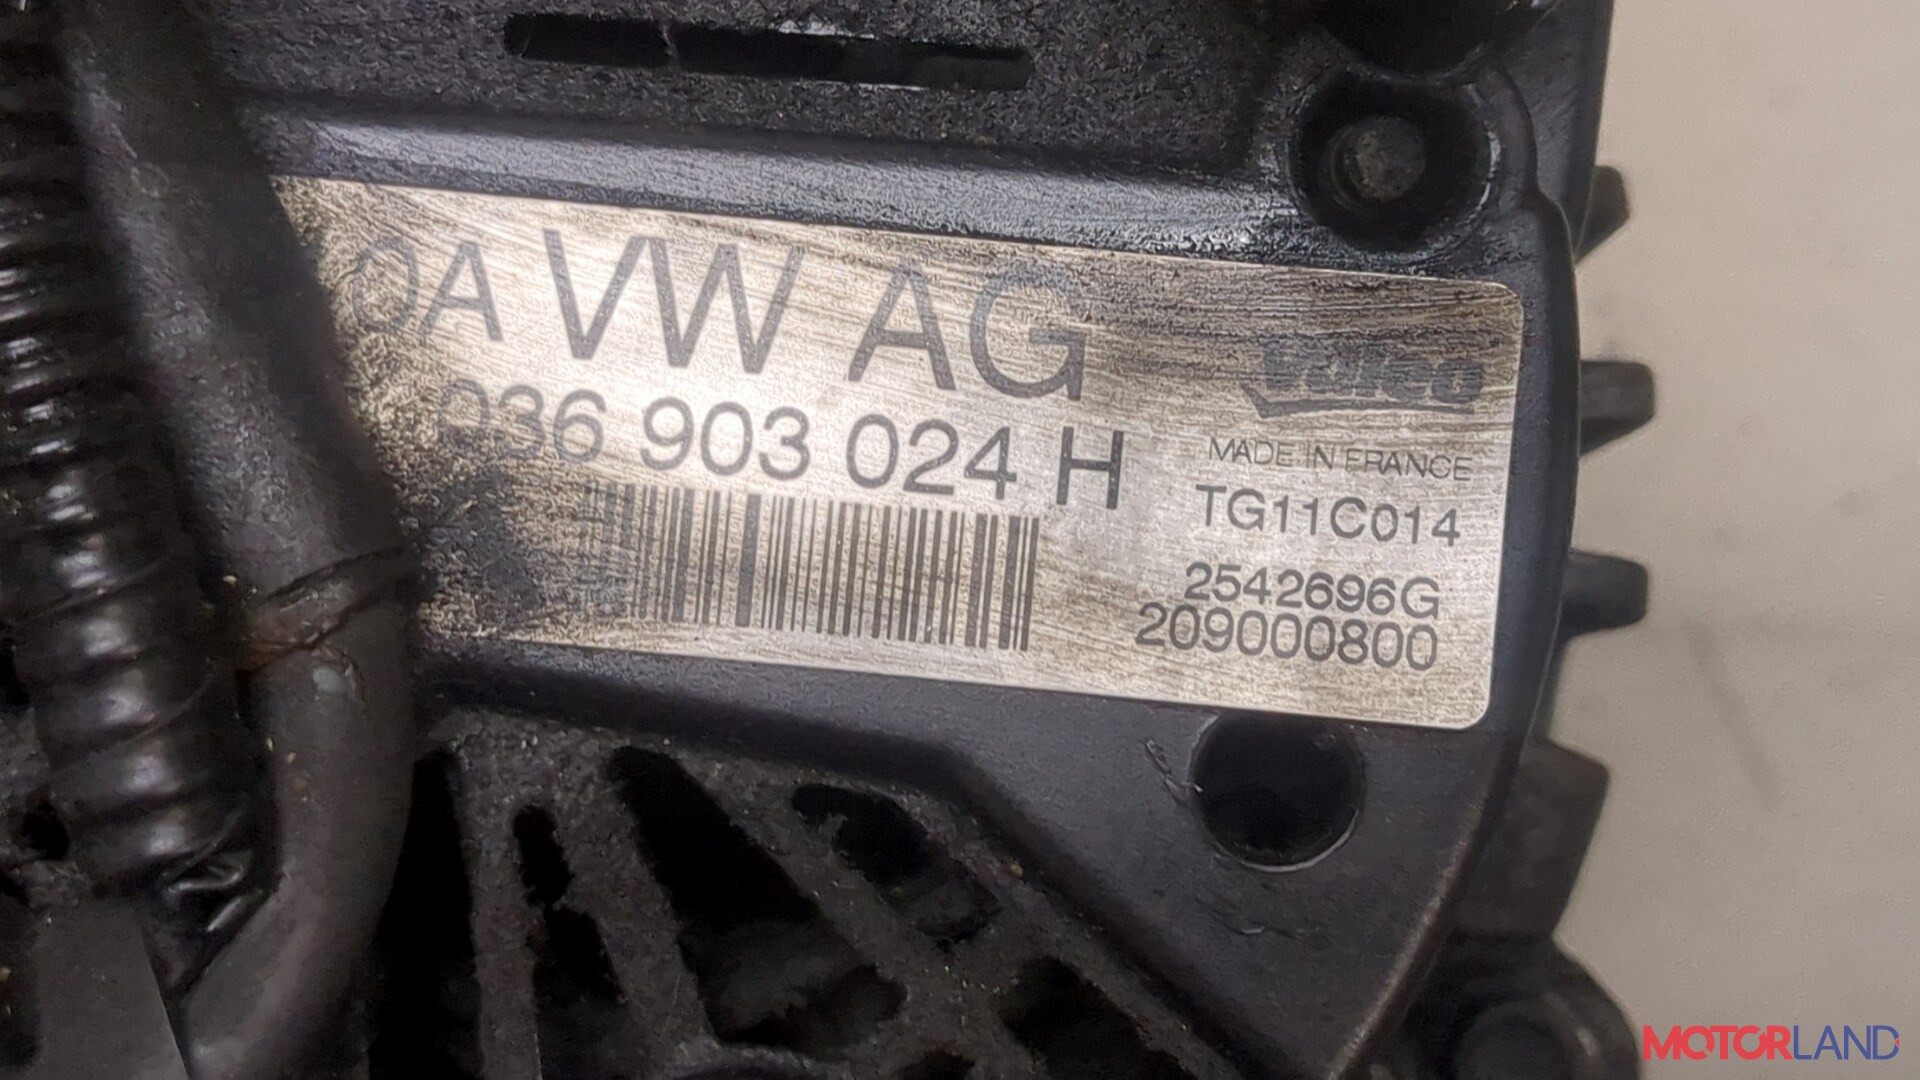 0A VW AG
Valeo
036 903 024 H
MADE IN FRANCE
TG11C014
2542696G
209000800
MOTORLAND